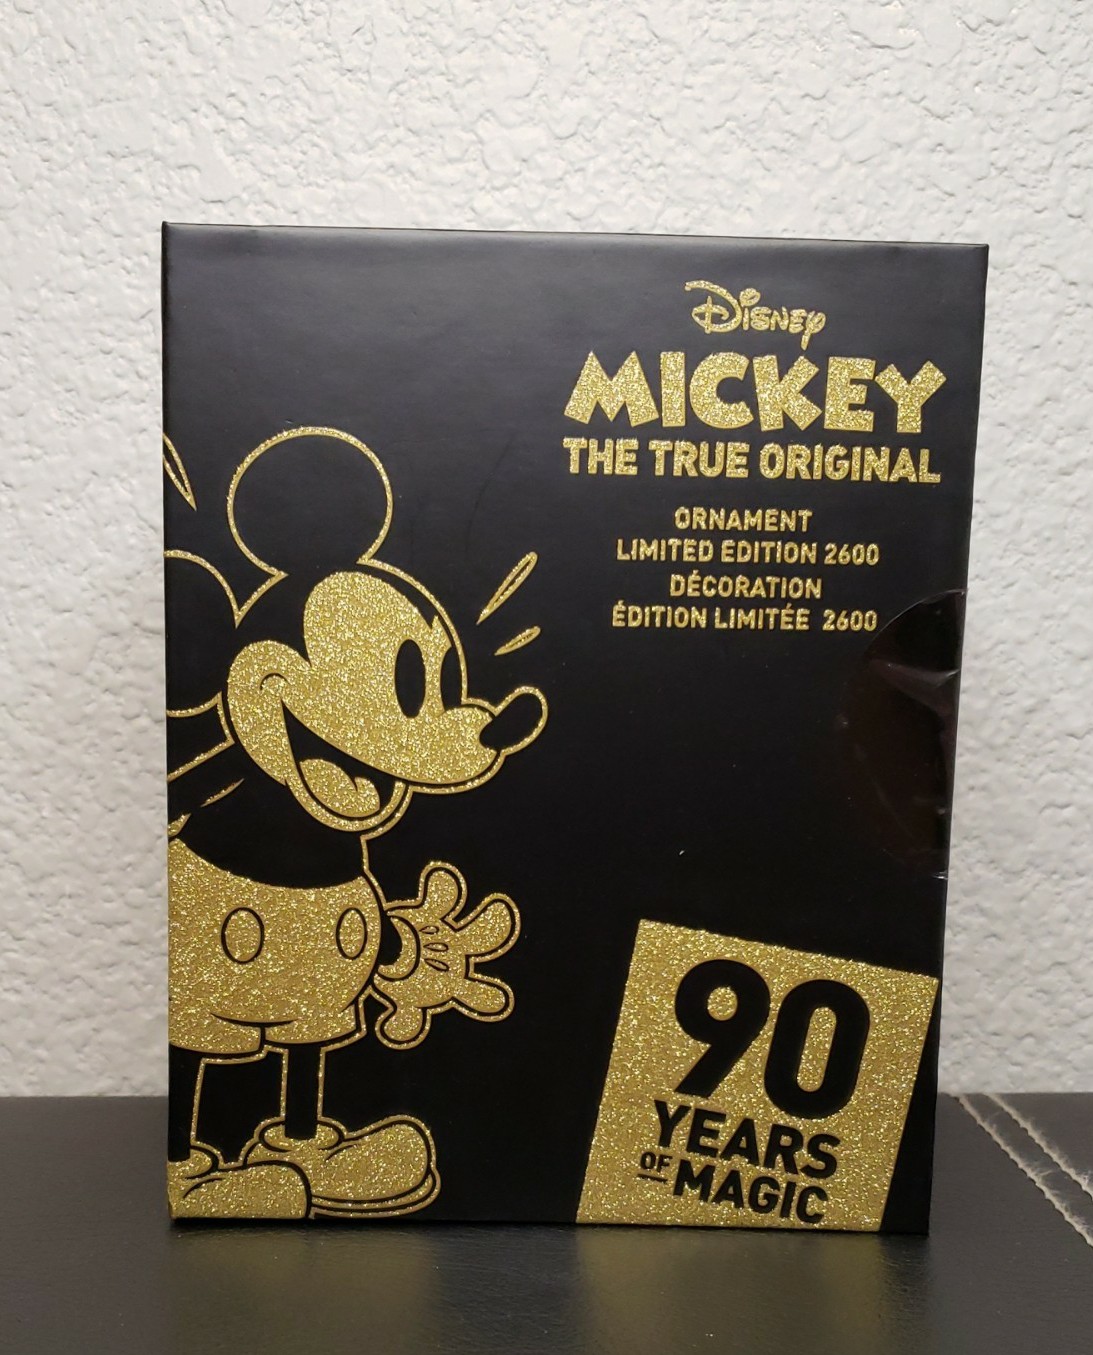 Disney
MICKEY
THE TRUE ORIGINAL
ORNAMENT
LIMITED EDITION 2600
DÉCORATION
ÉDITION LIMITÉE 2600
90
YEARS
OF MAGIC